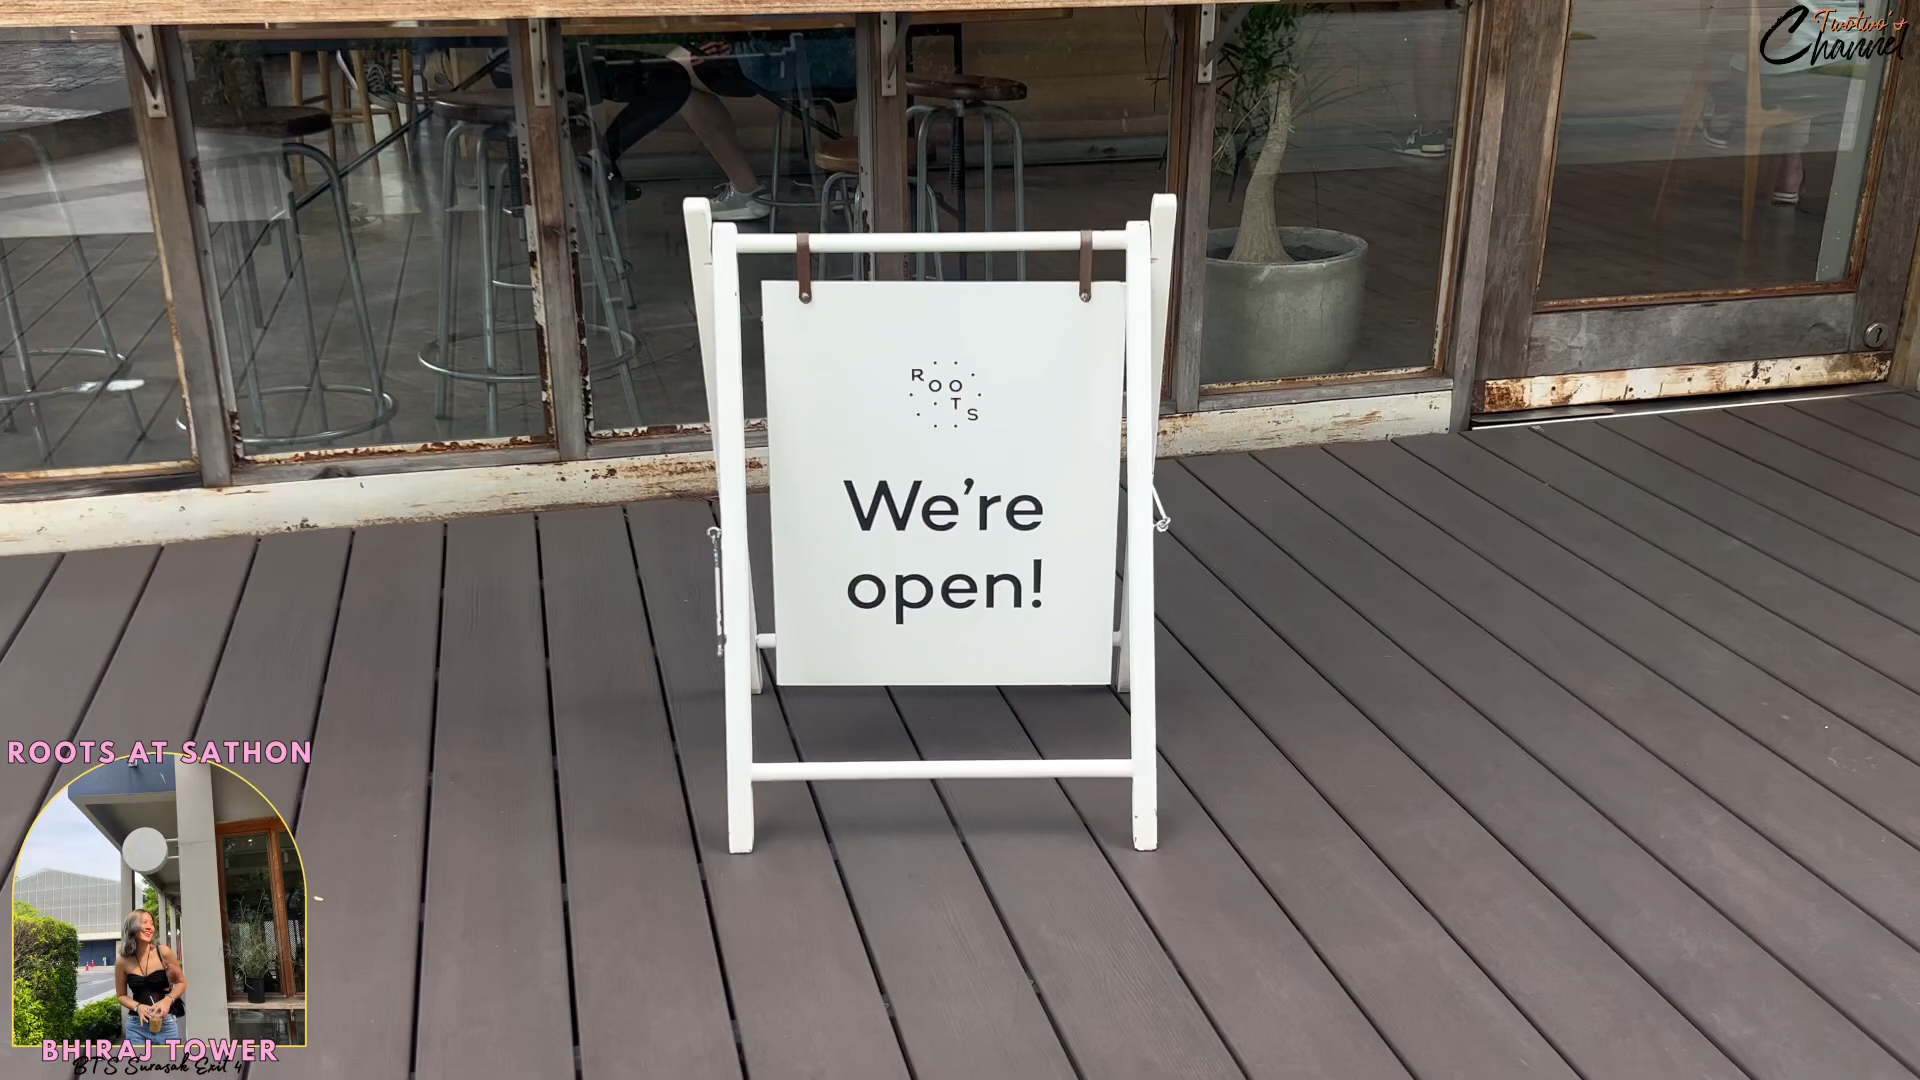 Twotwo's
Channel
ROOTS
We're
open!
ROOTS AT SATHON
BHIRAJ TOWER
BTS Surasak Exit 4